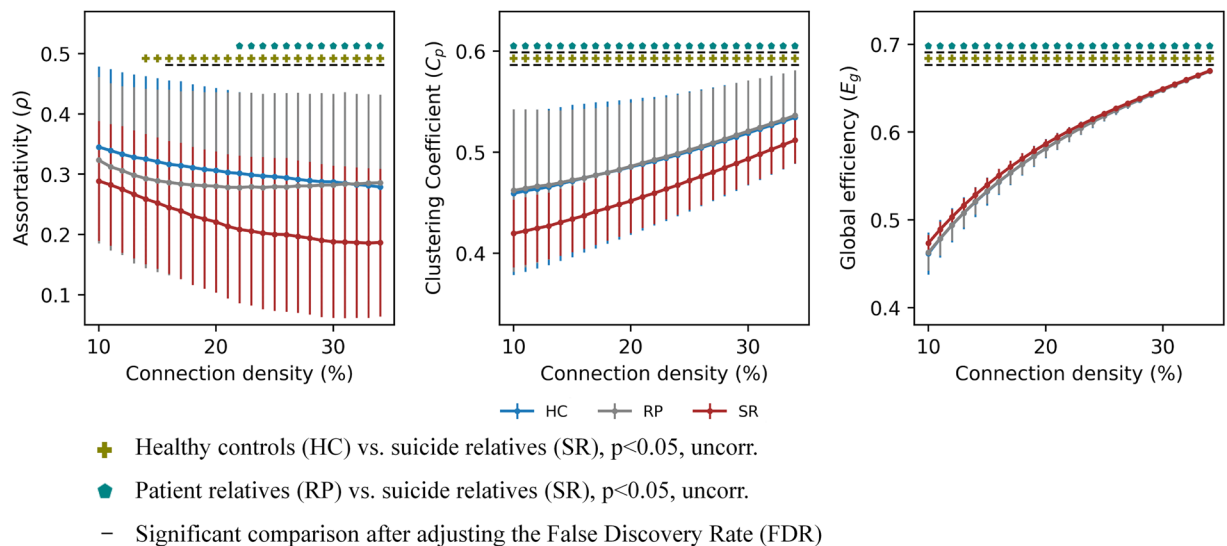 0.5
0.4
0.3
0.2
0.1
Assortativity (ρ)
10 20 30
Connection density (%)
0.6
0.5
0.4
Clustering Coefficient (Cp)
10 20 30
Connection density (%)
0.7
0.6
0.5
0.4
Global efficiency (Eg)
10 20 30
Connection density (%)
HC RP SR
Healthy controls (HC) vs. suicide relatives (SR), p<0.05, uncorr.
Patient relatives (RP) vs. suicide relatives (SR), p<0.05, uncorr.
– Significant comparison after adjusting the False Discovery Rate (FDR)